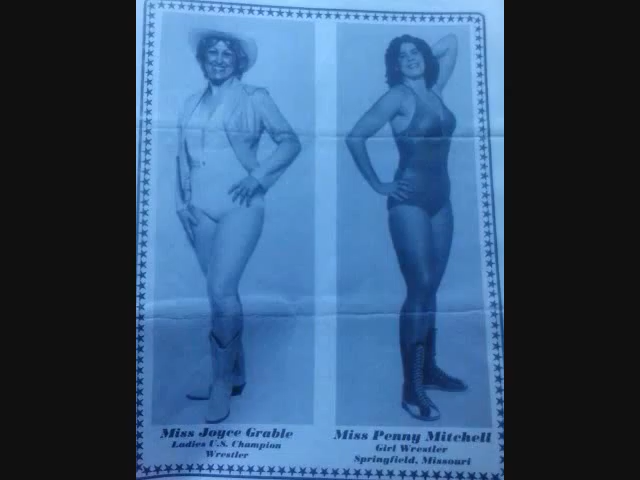 Miss Joyce Grable
Ladies U.S. Champion
Wrestler
Miss Penny Mitchell
Girl Wrestler
Springfield, Missouri